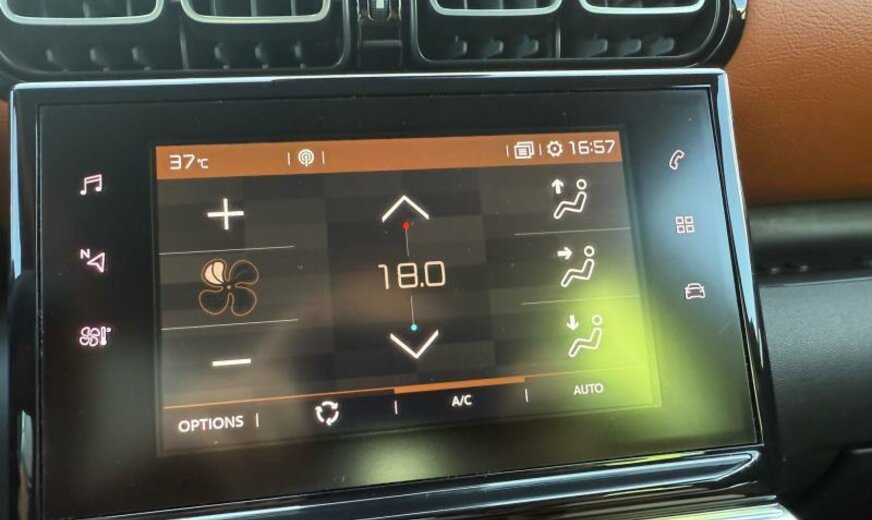 37°C
16:57
N
18.0
OPTIONS
A/C
AUTO